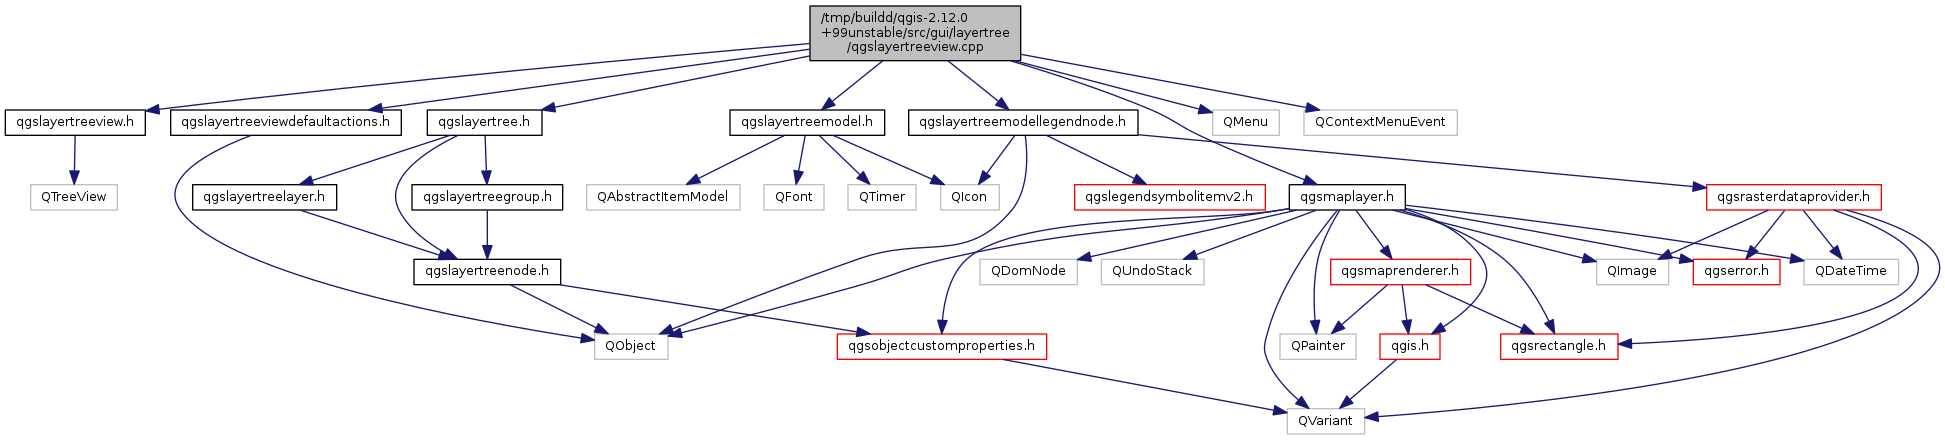 /tmp/buildd/qgis-2.12.0
+99unstable/src/gui/layertree
/qgslayertreeview.cpp
qgslayertreeview.h
qgslayertreeviewdefaultactions.h
qgslayertree.h
qgslayertreemodel.h
qgslayertreemodellegendnode.h
QMenu
QContextMenuEvent
QTreeView
qgslayertreelayer.h
qgslayertreegroup.h
QAbstractItemModel
QFont
QTimer
QIcon
qgslegendsymbolitemv2.h
qgsmaplayer.h
qgsrasterdataprovider.h
qgslayertreenode.h
QDomNode
QUndoStack
qgsmaprenderer.h
QImage
qgserror.h
QDateTime
QObject
qgsobjectcustomproperties.h
QPainter
qgis.h
qgsrectangle.h
QVariant